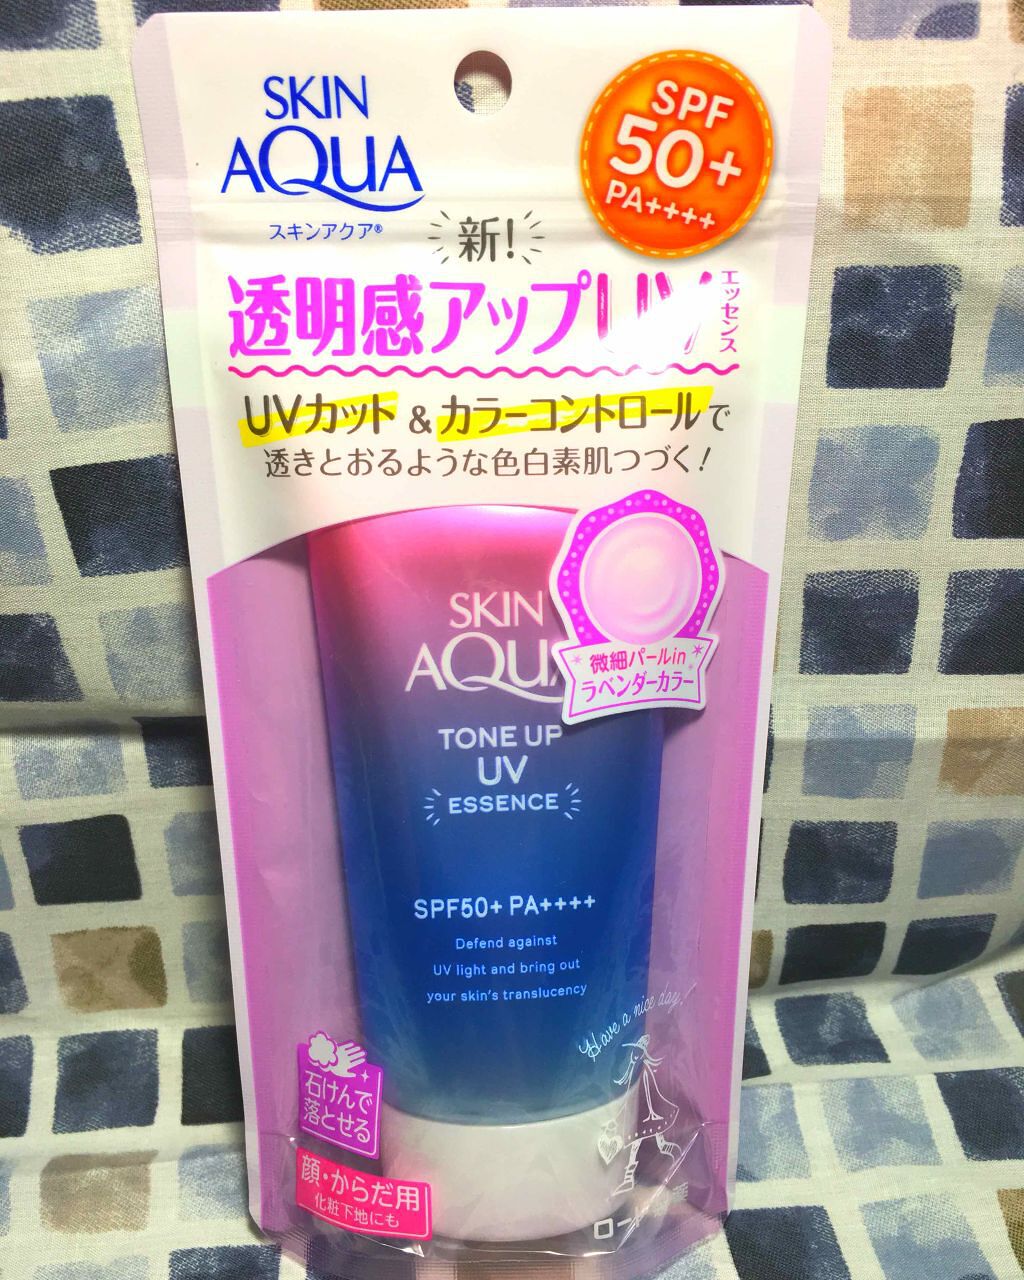 SKIN
AQUA
スキンアクア®
SPF
50+
PA++++
新!
透明感アップUV
エッセンス
UVカット & カラーコントロールで
透きとおるような色白素肌つづく!
SKIN
AQUA
微細パールin
ラベンダーカラー
TONE UP
UV
ESSENCE
SPF50+ PA++++
Defend against
UV light and bring out
your skin's translucency
Have a nice day!
石けんで
落とせる
顔・からだ用
化粧下地にも